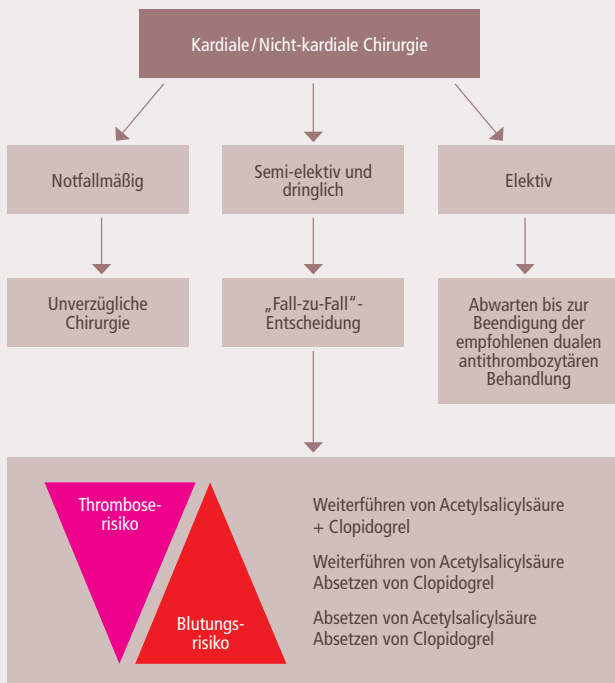 Kardiale/Nicht-kardiale Chirurgie
Notfallmäßig
Semi-elektiv und
dringlich
Elektiv
Unverzügliche
Chirurgie
„Fall-zu-Fall“-
Entscheidung
Abwarten bis zur
Beendigung der
empfohlenen dualen
antithrombozytären
Behandlung
Thrombose-
risiko
Blutungs-
risiko
Weiterführen von Acetylsalicylsäure
+ Clopidogrel
Weiterführen von Acetylsalicylsäure
Absetzen von Clopidogrel
Absetzen von Acetylsalicylsäure
Absetzen von Clopidogrel